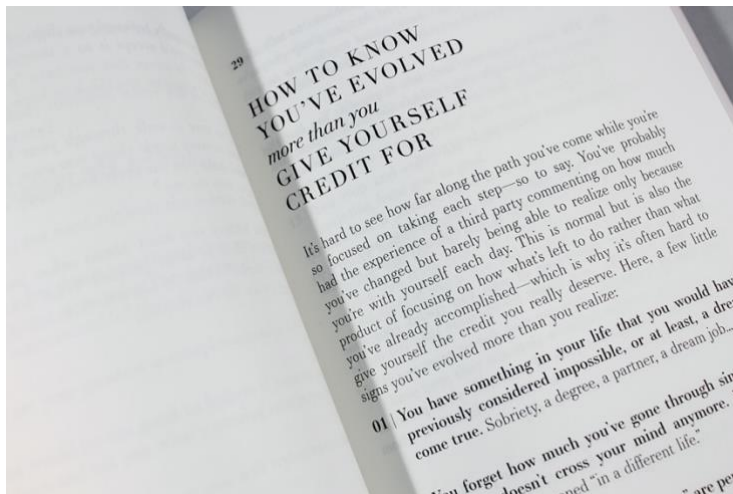 29
HOW TO KNOW
YOU'VE EVOLVED
more than you
GIVE YOURSELF
CREDIT FOR
It's hard to see how far along the path you've come while you're
so focused on taking each step—so to say. You've probably
had the experience of a third party commenting on how much
you've changed but barely being able to realize only because
you're with yourself each day. This is normal but is also the
product of focusing on how what's left to do rather than what
you've already accomplished—which is why it's often hard to
give yourself the credit you really deserve. Here, a few little
signs you've evolved more than you realize:
01 | You have something in your life that you would have
previously considered impossible, or at least, a
come true. Sobriety, a degree, a partner, a dream job...
You forget how much you've gone through
doesn't cross your mind anymore.
"in a different life."
are